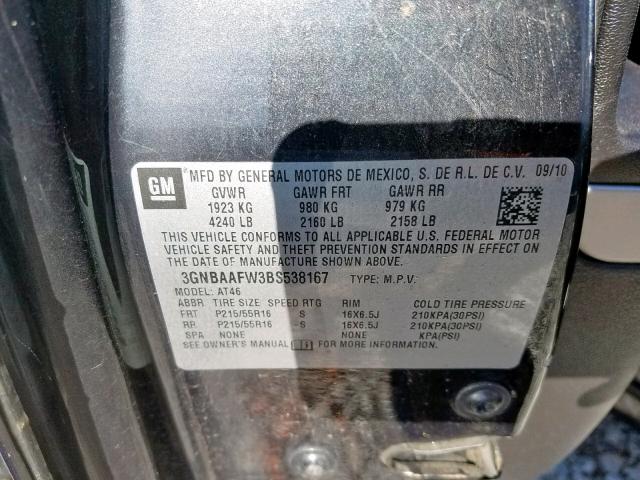 GM ® MFD BY GENERAL MOTORS DE MEXICO, S. DE R.L. DE C.V. 09/10
GVWR GAWR FRT GAWR RR
1923 KG 980 KG 979 KG
4240 LB 2160 LB 2158 LB
THIS VEHICLE CONFORMS TO ALL APPLICABLE U.S. FEDERAL MOTOR
VEHICLE SAFETY AND THEFT PREVENTION STANDARDS IN EFFECT ON
THE DATE OF MANUFACTURE SHOWN ABOVE.
3GNBAAFW3BS538167 TYPE: M.P.V.
MODEL: AT46
ABBR TIRE SIZE SPEED RTG RIM COLD TIRE PRESSURE
FRT P215/55R16 -S 16X6.5J 210KPA(30PSI)
RR P215/55R16 -S 16X6.5J 210KPA(30PSI)
SPA NONE NONE KPA(PSI)
SEE OWNER'S MANUAL FOR MORE INFORMATION.